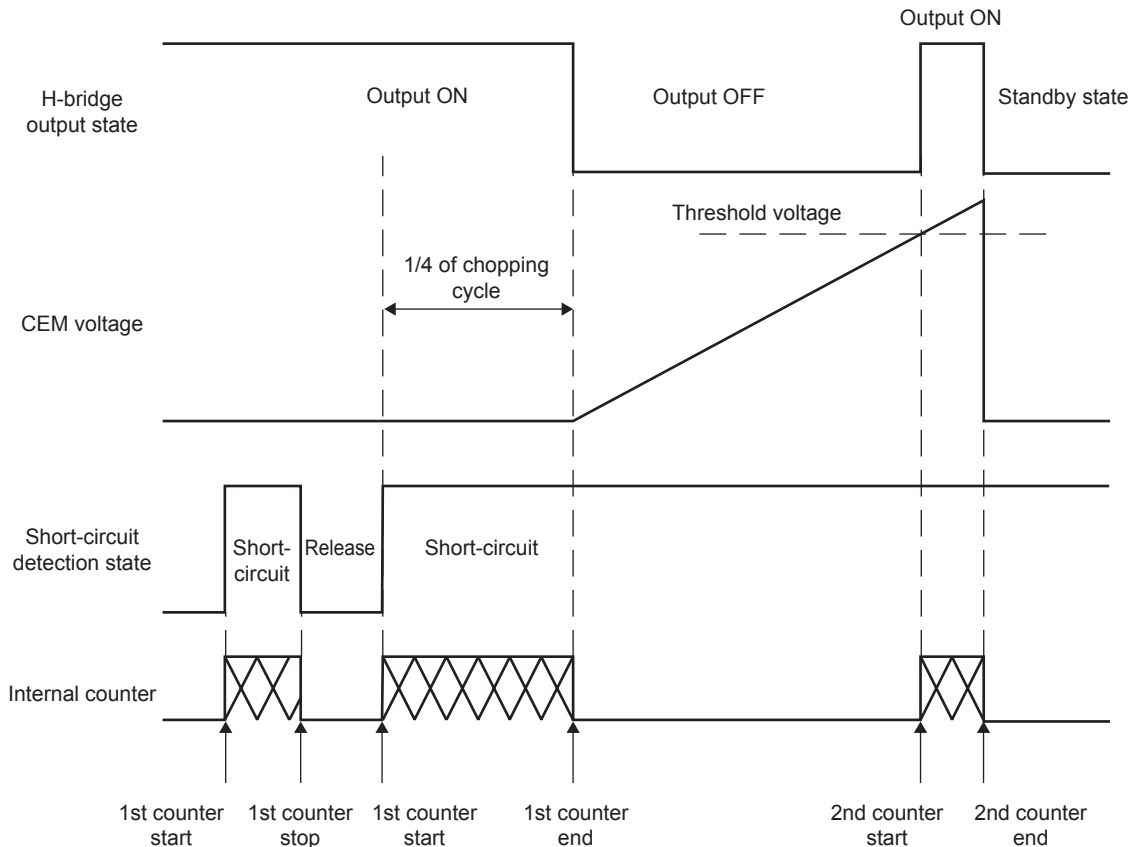 Output ON
H-bridge
output state
Output ON
Output OFF
Standby state
Threshold voltage
1/4 of chopping
cycle
CEM voltage
Short-circuit
detection state
Short-
circuit
Release
Short-circuit
Internal counter
1st counter
start
1st counter
stop
1st counter
start
1st counter
end
2nd counter
start
2nd counter
end